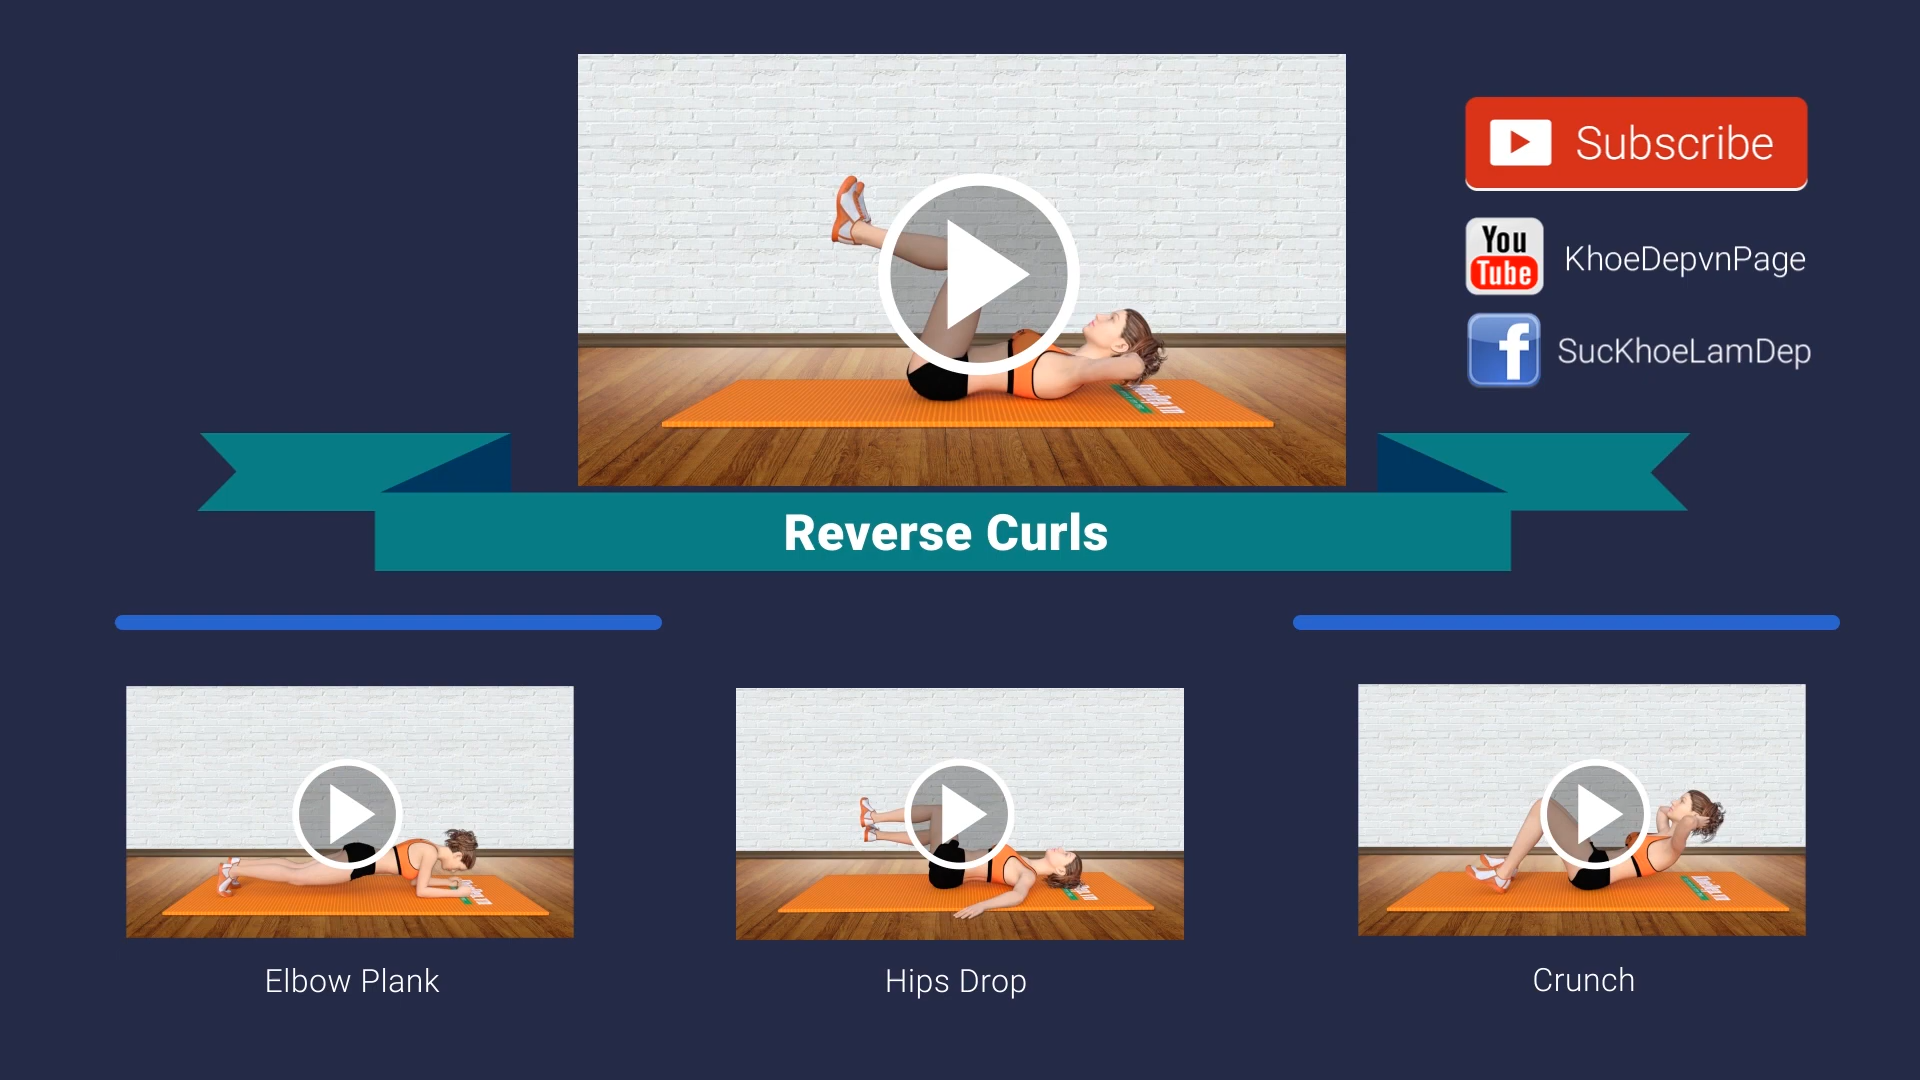 Subscribe
You
Tube
KhoeDepvnPage
f
SucKhoeLamDep
Reverse Curls
Elbow Plank
Hips Drop
Crunch